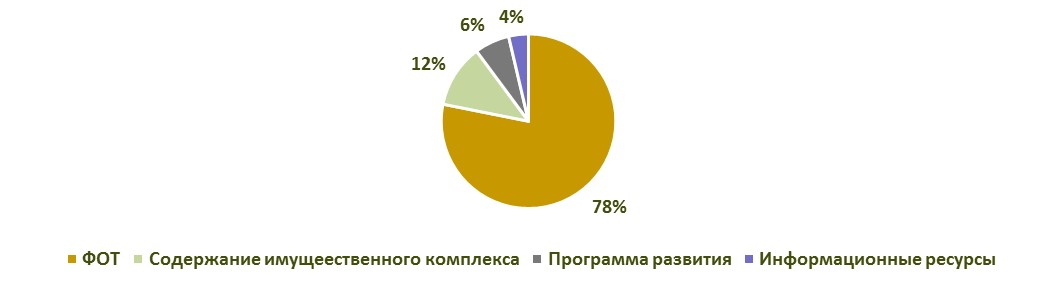 4%
6%
12%
78%
ФОТ Содержание имущеественного комплекса Программа развития Информационные ресурсы